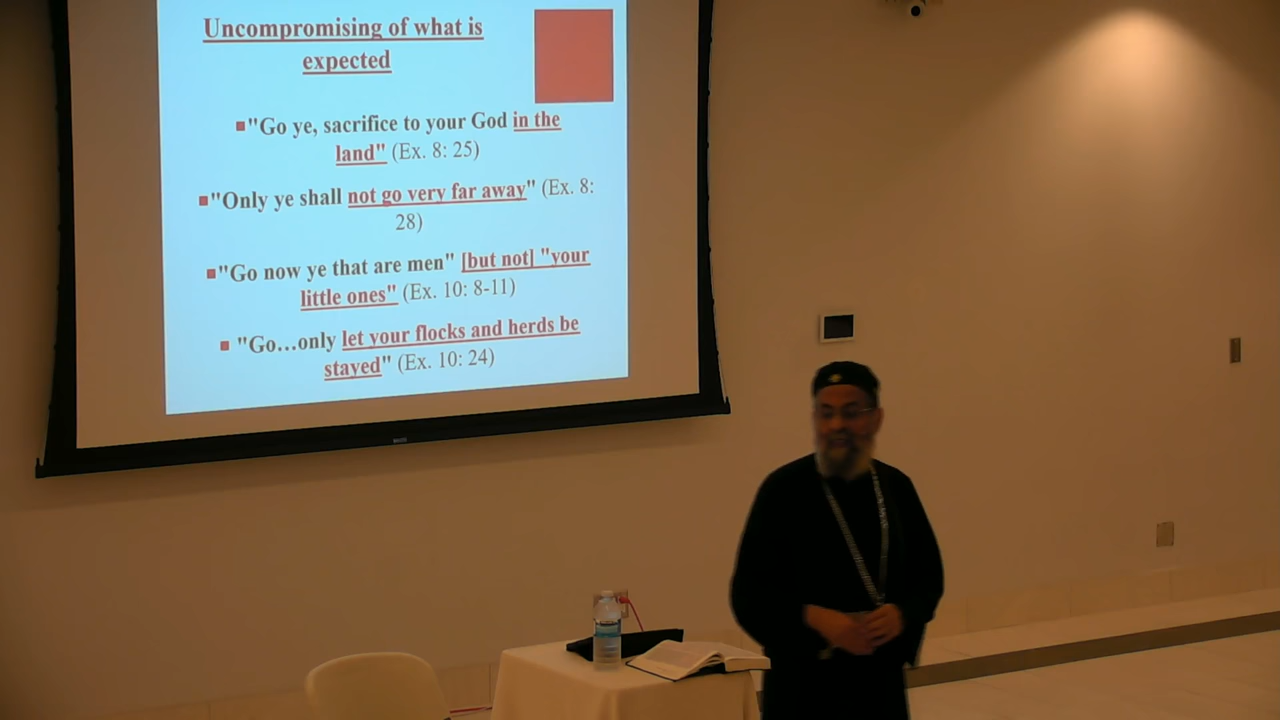 Uncompromising of what is
expected
"Go ye, sacrifice to your God in the
land" (Ex. 8: 25)
"Only ye shall not go very far away" (Ex. 8:
28)
"Go now ye that are men" [but not] "your
little ones" (Ex. 10: 8-11)
"Go…only let your flocks and herds be
stayed" (Ex. 10: 24)